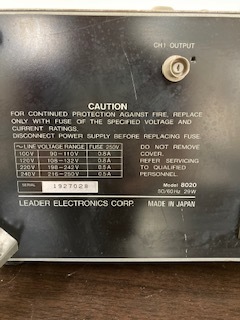 CH1 OUTPUT
CAUTION
FOR CONTINUED PROTECTION AGAINST FIRE, REPLACE
ONLY WITH FUSE OF THE SPECIFIED VOLTAGE AND
CURRENT RATINGS.
DISCONNECT POWER SUPPLY BEFORE REPLACING FUSE
~LINE VOLTAGE RANGE FUSE 250V
100V 90-110V 0.8A
120V 108-132V 0.8A
220V 198-242V 0.5A
240V 216-250V 0.5A
DO NOT REMOVE
COVER.
REFER SERVICING
TO QUALIFIED
PERSONNEL.
SERIAL 1927029
Model 8020
50/60Hz 29W
LEADER ELECTRONICS CORP. MADE IN JAPAN